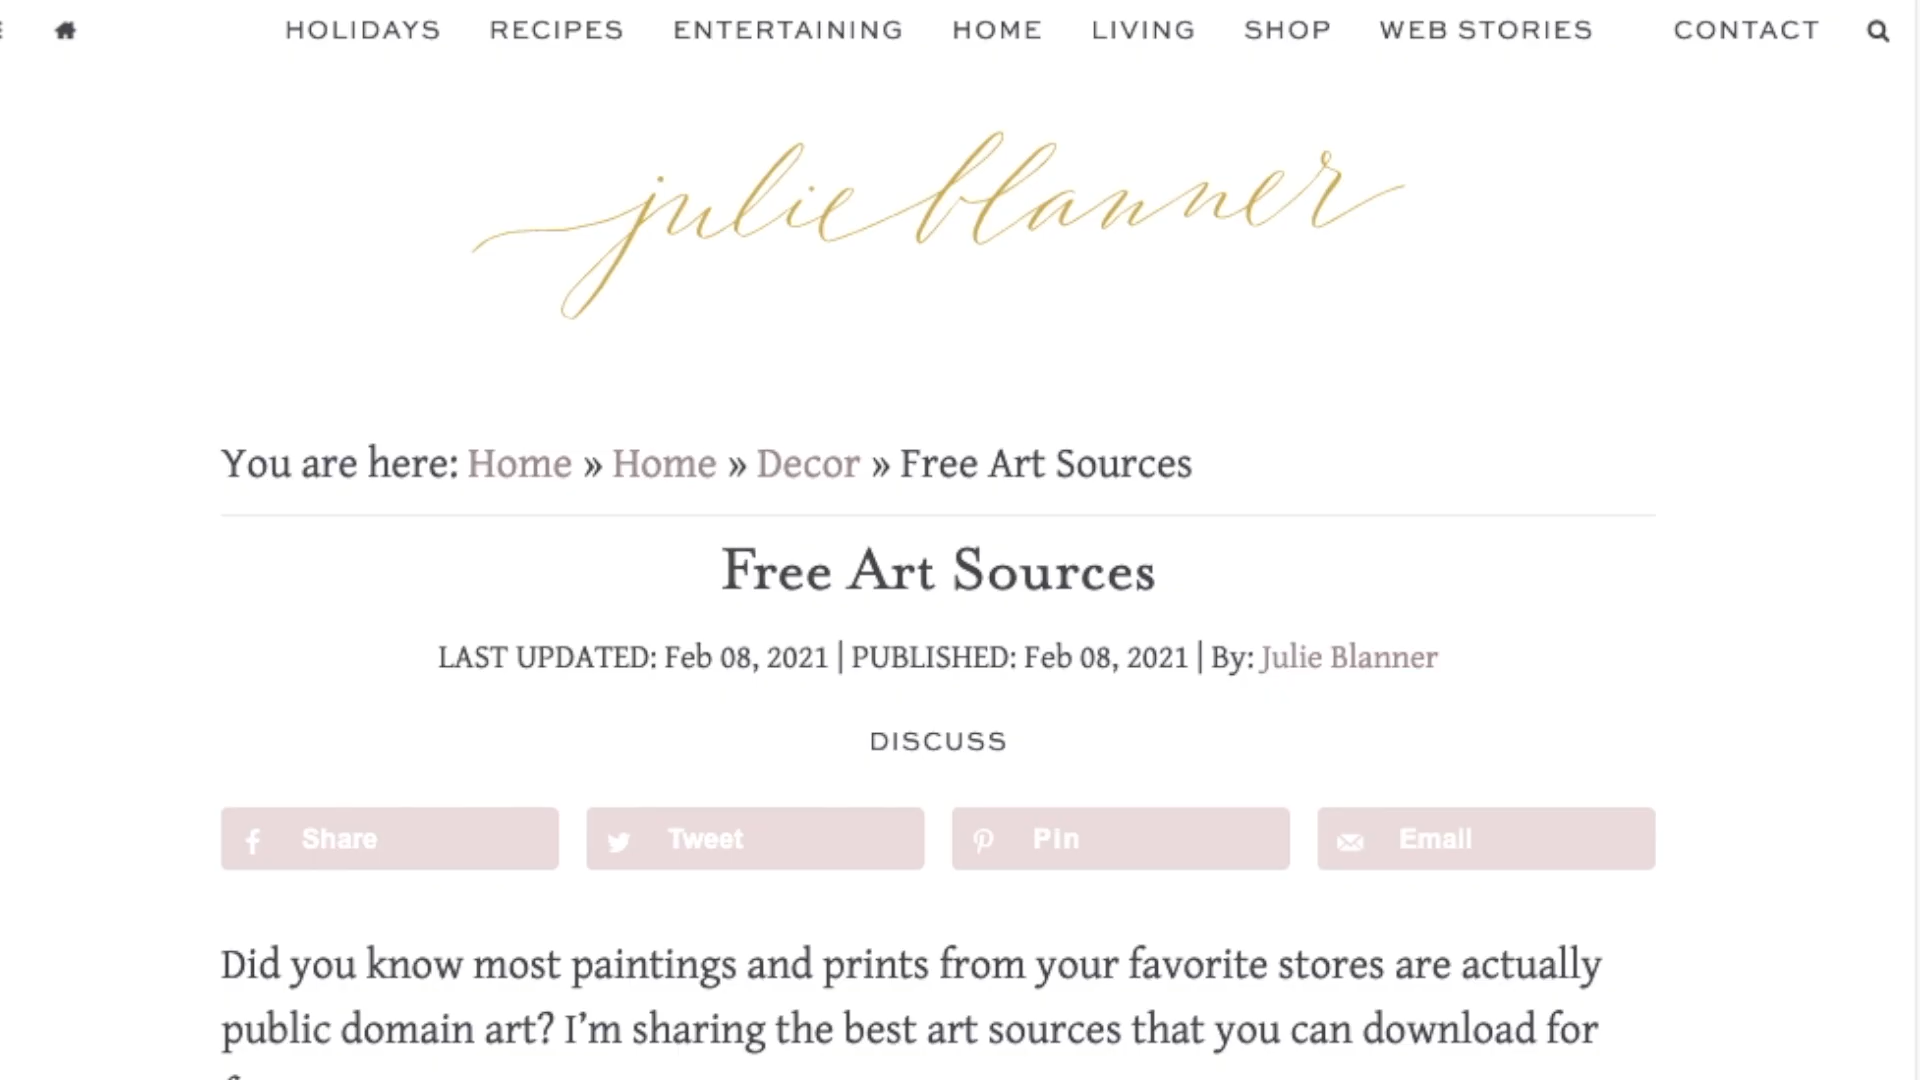 HOLIDAYS RECIPES ENTERTAINING HOME LIVING SHOP WEB STORIES CONTACT
julie blanner
You are here: Home » Home » Decor » Free Art Sources
Free Art Sources
LAST UPDATED: Feb 08, 2021 | PUBLISHED: Feb 08, 2021 | By: Julie Blanner
DISCUSS
Share Tweet Pin Email
Did you know most paintings and prints from your favorite stores are actually
public domain art? I’m sharing the best art sources that you can download for